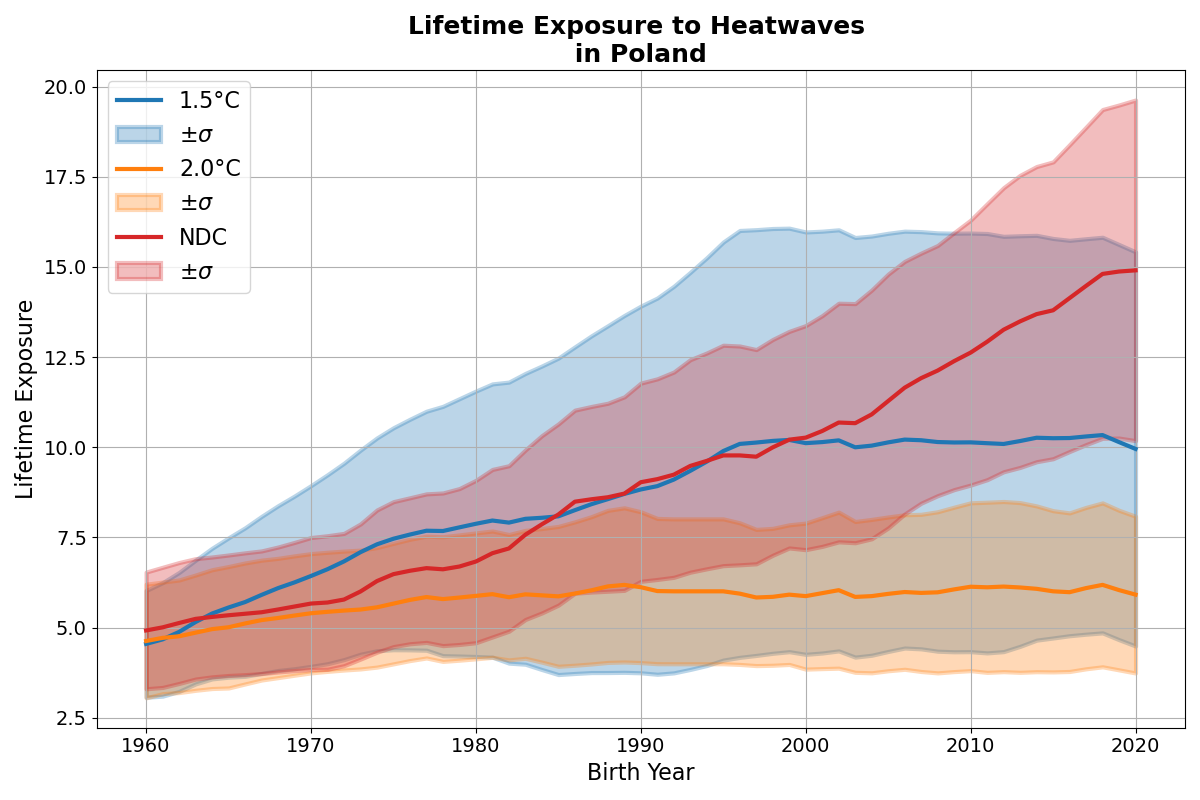 Lifetime Exposure to Heatwaves
in Poland
20.0
17.5
15.0
12.5
10.0
7.5
5.0
2.5
Lifetime Exposure
1.5°C
±σ
2.0°C
±σ
NDC
±σ
1960 1970 1980 1990 2000 2010 2020
Birth Year